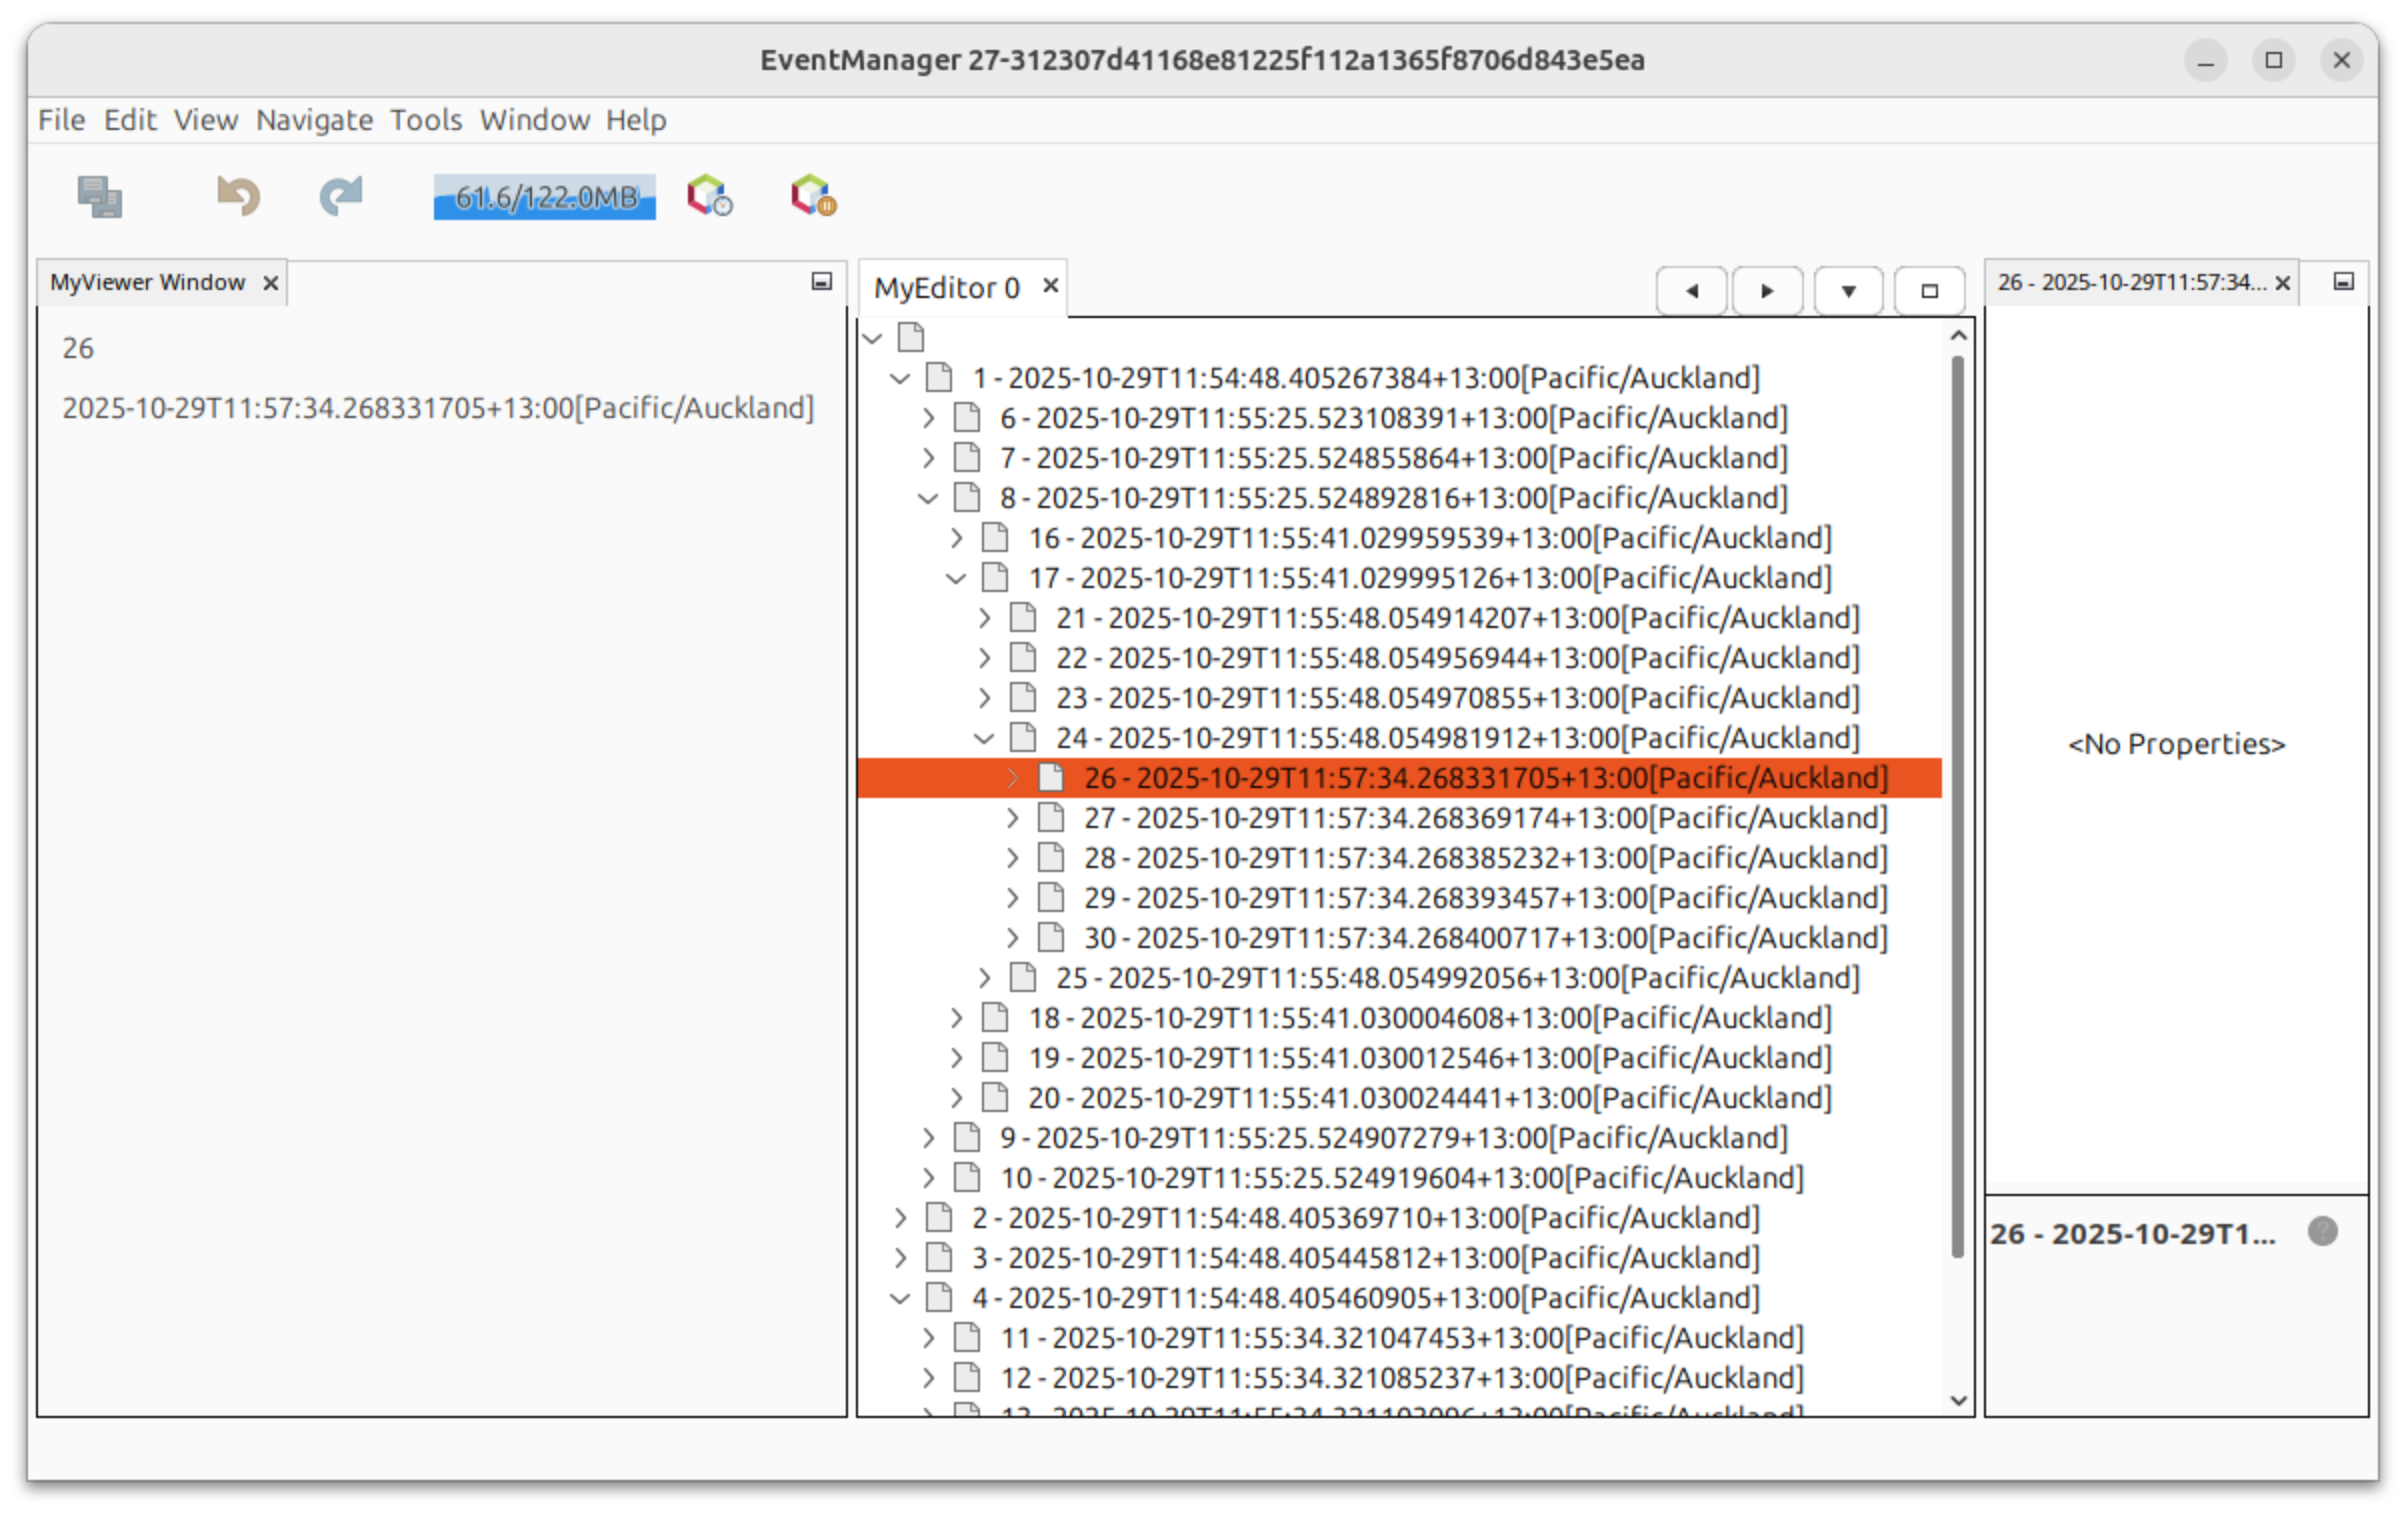 EventManager 27-312307d41168e81225f112a1365f8706d843e5ea
File Edit View Navigate Tools Window Help
61.6/122.0MB
MyViewer Window
26
2025-10-29T11:57:34.268331705+13:00[Pacific/Auckland]
MyEditor 0
1 - 2025-10-29T11:54:48.405267384+13:00[Pacific/Auckland]
6 - 2025-10-29T11:55:25.523108391+13:00[Pacific/Auckland]
7 - 2025-10-29T11:55:25.524855864+13:00[Pacific/Auckland]
8 - 2025-10-29T11:55:25.524892816+13:00[Pacific/Auckland]
16 - 2025-10-29T11:55:41.029959539+13:00[Pacific/Auckland]
17 - 2025-10-29T11:55:41.029995126+13:00[Pacific/Auckland]
21 - 2025-10-29T11:55:48.054914207+13:00[Pacific/Auckland]
22 - 2025-10-29T11:55:48.054956944+13:00[Pacific/Auckland]
23 - 2025-10-29T11:55:48.054970855+13:00[Pacific/Auckland]
24 - 2025-10-29T11:55:48.054981912+13:00[Pacific/Auckland]
26 - 2025-10-29T11:57:34.268331705+13:00[Pacific/Auckland]
27 - 2025-10-29T11:57:34.268369174+13:00[Pacific/Auckland]
28 - 2025-10-29T11:57:34.268385232+13:00[Pacific/Auckland]
29 - 2025-10-29T11:57:34.268393457+13:00[Pacific/Auckland]
30 - 2025-10-29T11:57:34.268400717+13:00[Pacific/Auckland]
25 - 2025-10-29T11:55:48.054992056+13:00[Pacific/Auckland]
18 - 2025-10-29T11:55:41.030004608+13:00[Pacific/Auckland]
19 - 2025-10-29T11:55:41.030012546+13:00[Pacific/Auckland]
20 - 2025-10-29T11:55:41.030024441+13:00[Pacific/Auckland]
9 - 2025-10-29T11:55:25.524907279+13:00[Pacific/Auckland]
10 - 2025-10-29T11:55:25.524919604+13:00[Pacific/Auckland]
2 - 2025-10-29T11:54:48.405369710+13:00[Pacific/Auckland]
3 - 2025-10-29T11:54:48.405445812+13:00[Pacific/Auckland]
4 - 2025-10-29T11:54:48.405460905+13:00[Pacific/Auckland]
11 - 2025-10-29T11:55:34.321047453+13:00[Pacific/Auckland]
12 - 2025-10-29T11:55:34.321085237+13:00[Pacific/Auckland]
26 - 2025-10-29T11:57:34...
<No Properties>
26 - 2025-10-29T1...